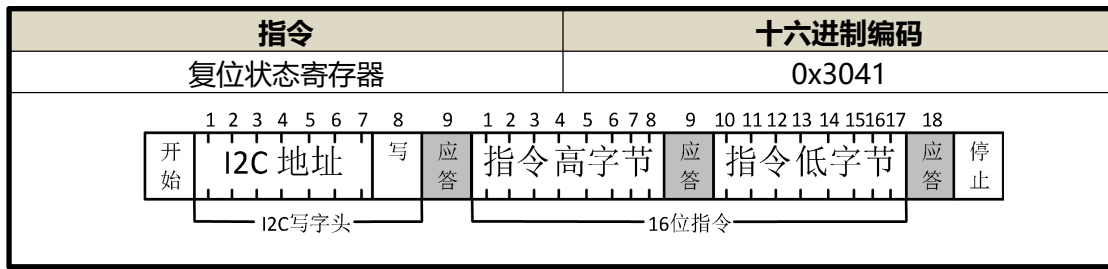 指令 十六进制编码
复位状态寄存器 0x3041
1 2 3 4 5 6 7 8 9 1 2 3 4 5 6 7 8 9 10 11 12 13 14 15 16 17 18
开始 I2C 地址 写 应答 指令高字节 应答 指令低字节 应答 停止
I2C写字头 16位指令